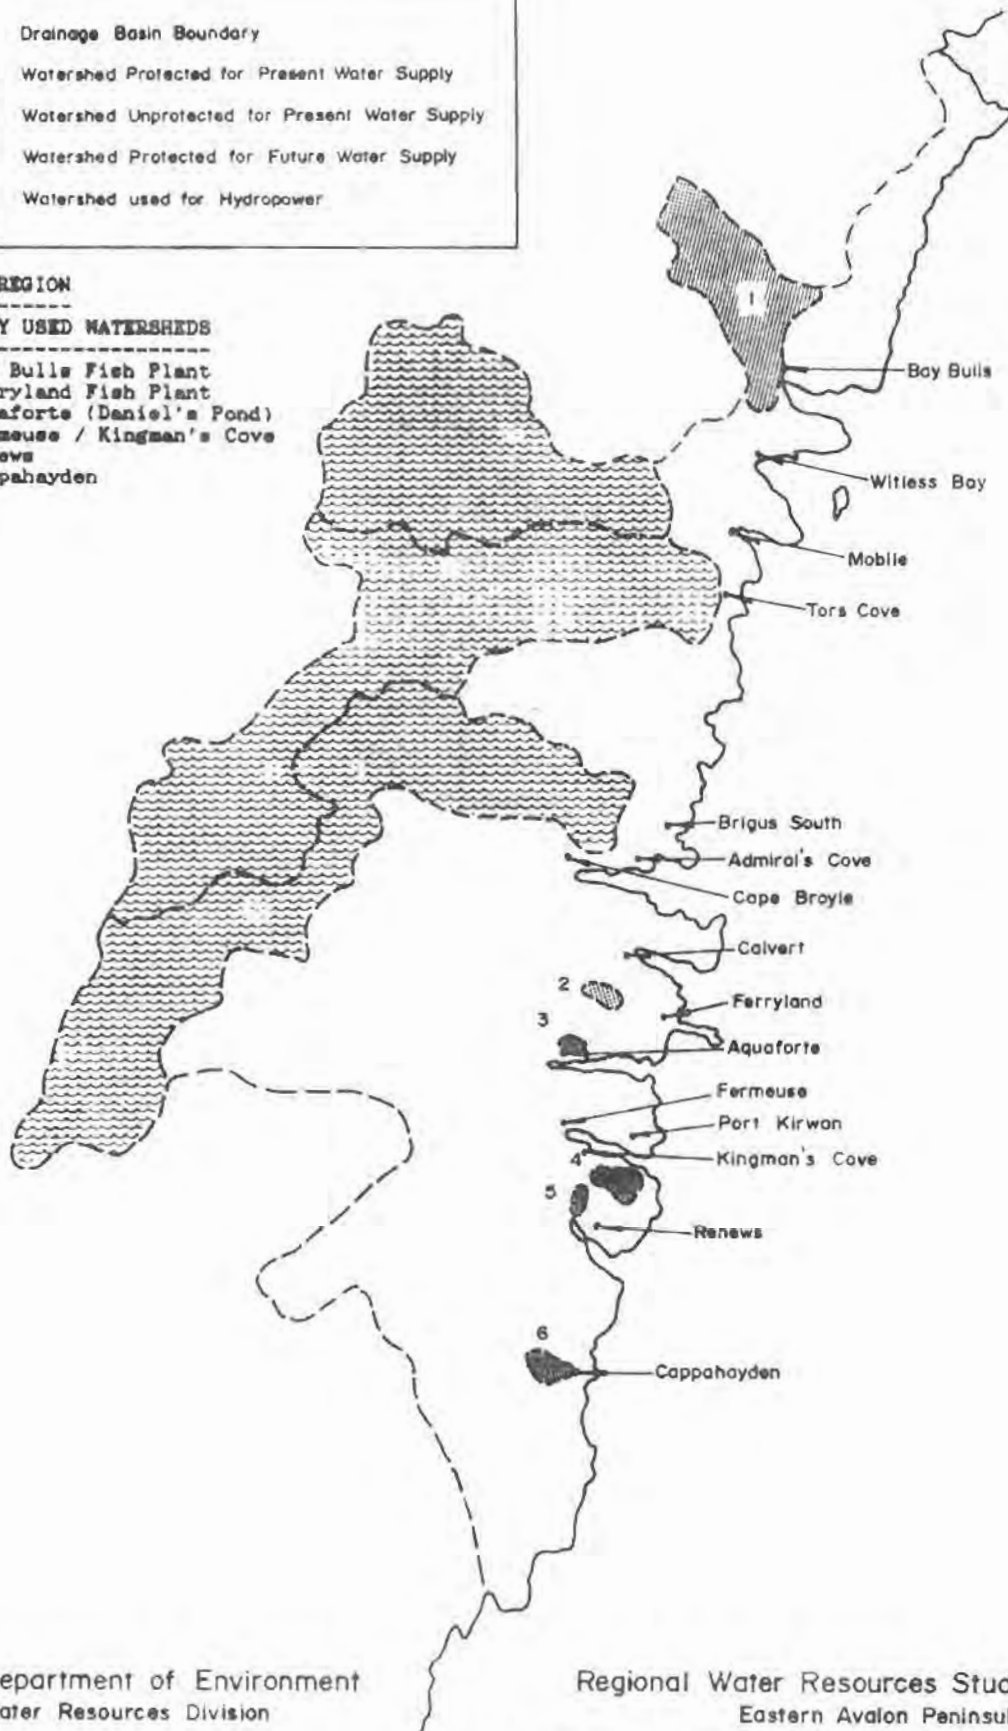 Drainage Basin Boundary
Watershed Protected for Present Water Supply
Watershed Unprotected for Present Water Supply
Watershed Protected for Future Water Supply
Watershed used for Hydropower
REGION
Y USED WATERSHEDS
Bulls Fish Plant
ryland Fish Plant
aforte (Daniel's Pond)
meuse / Kingman's Cove
ews
pahayden
1
Bay Bulls
Witless Bay
Mobile
Tors Cove
Brigus South
Admiral's Cove
Cape Broyle
Calvert
2
Ferryland
3
Aquaforte
Fermeuse
Port Kirwan
Kingman's Cove
4
5
Renews
6
Cappahayden
epartment of Environment
ater Resources Division
Regional Water Resources Stud
Eastern Avalon Peninsu